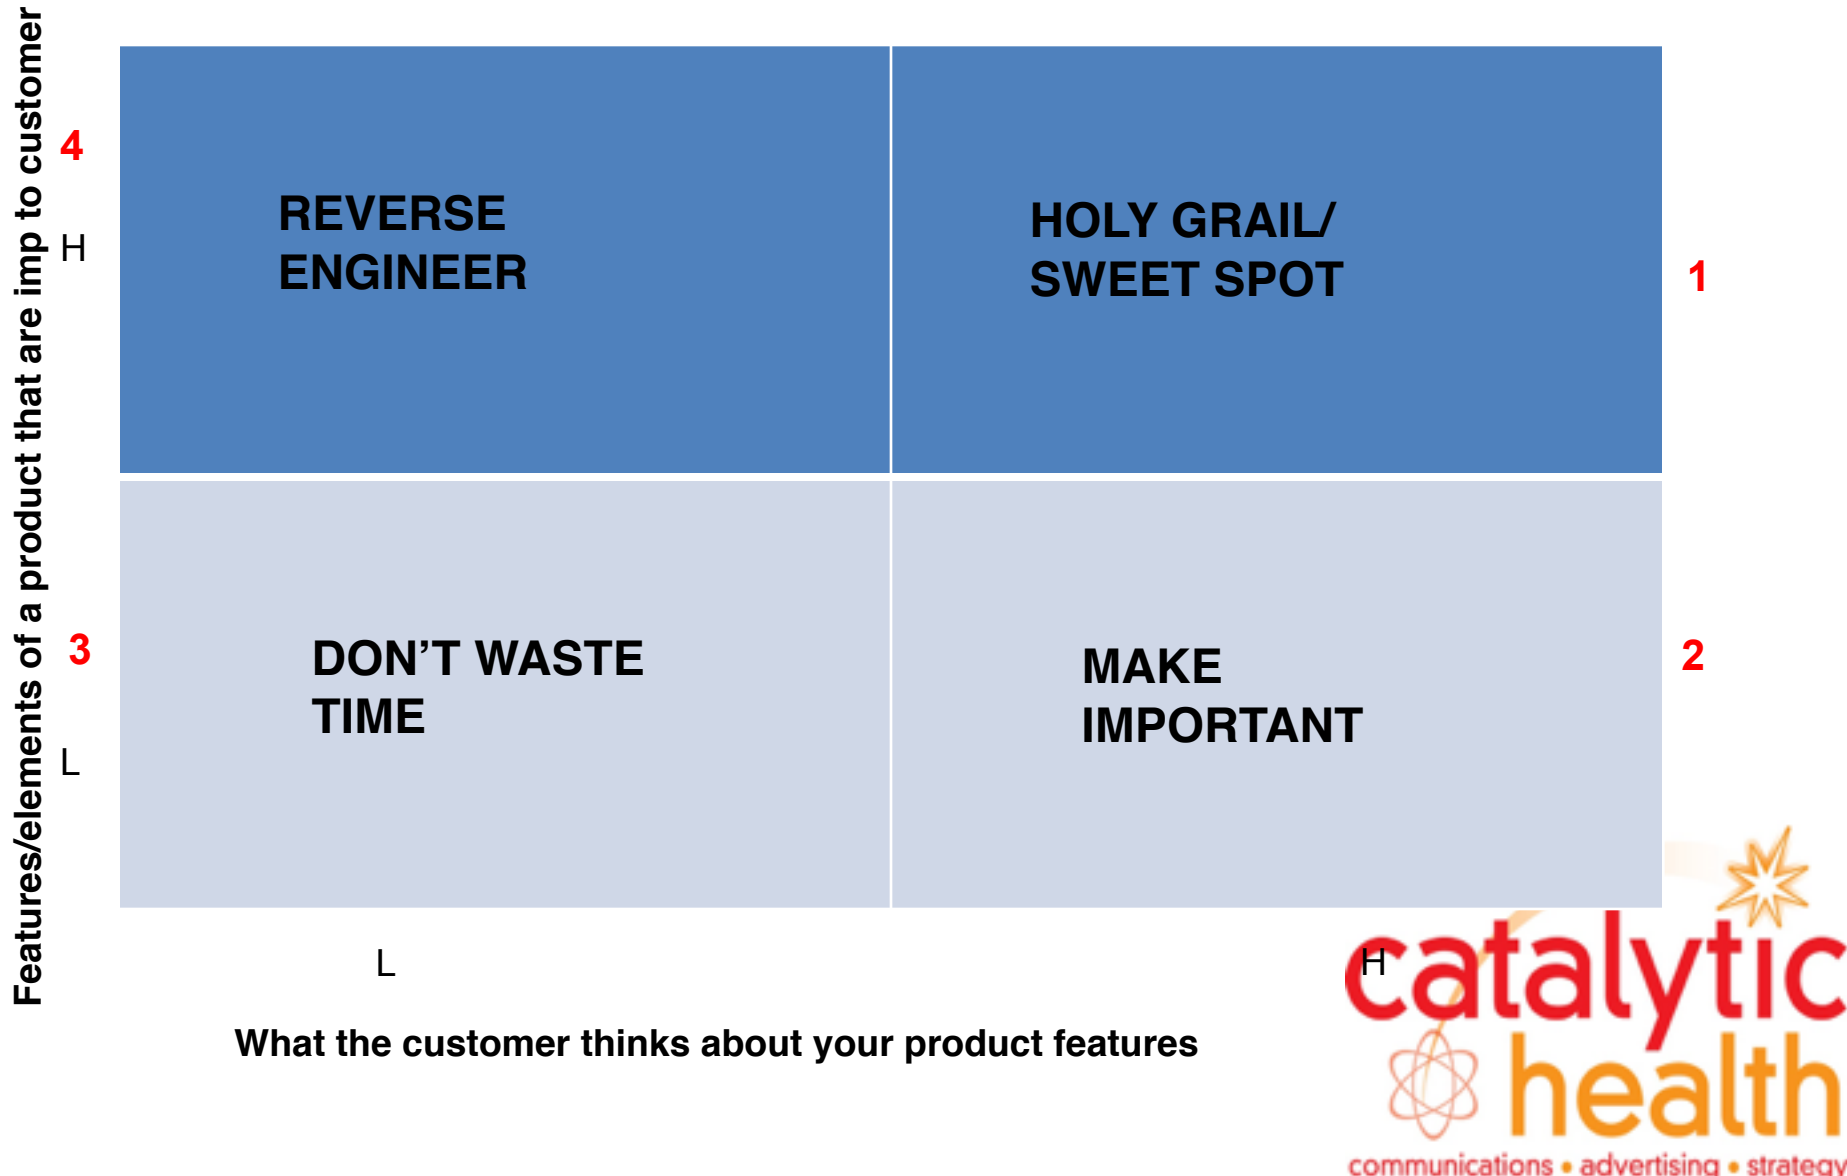 Features/elements of a product that are imp to customer
4
H
REVERSE
ENGINEER
HOLY GRAIL/
SWEET SPOT
1
3
L
DON’T WASTE
TIME
MAKE
IMPORTANT
2
L
H
What the customer thinks about your product features
catalytic
health
communications • advertising • strategy